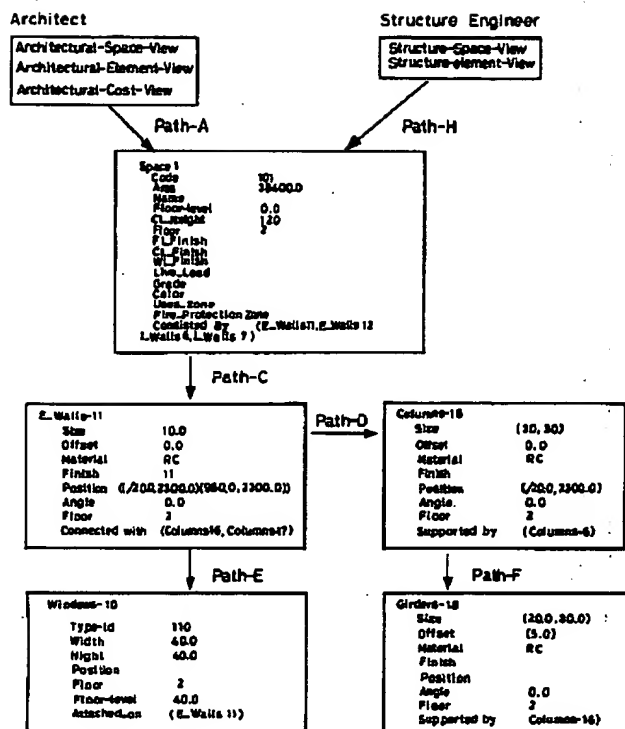 Architect
Structure Engineer
Architectural-Space-View
Architectural-Element-View
Architectural-Cost-View
Structure-Space-View
Structure-element-View
Path-A
Path-H
Space 1
Code 101
Area 38400.0
Name
Floor-level 0.0
CL_Height 120
Floor 2
FL_Finish
CL_Finish
WL_Finish
Live_Load
Grade
Color
Uses_Zone
Fire_Protection Zone
Consisted By (E_Walls11, E_Walls 12
I_Walls 6, I_Walls 7)
Path-C
E_Walls-11
Size 10.0
Offset 0.0
Material RC
Finish 11
Position
Angle 0.0
Floor 2
Connected with (Columns16, Columns17)
Path-D
Columns-16
Size (30, 30)
Offset 0.0
Material RC
Finish
Position
Angle. 0.0
Floor 2
Supported by (Columns-6)
Path-E
Path-F
Windows-10
Type-id 110
Width 40.0
Hight 40.0
Position
Floor 2
Floor-level 40.0
Attached_on (E_Walls 11)
Girders-18
Size (20.0, 30.0)
Offset (5.0)
Material RC
Finish
Position
Angle 0.0
Floor 2
Supported by Columns-16)